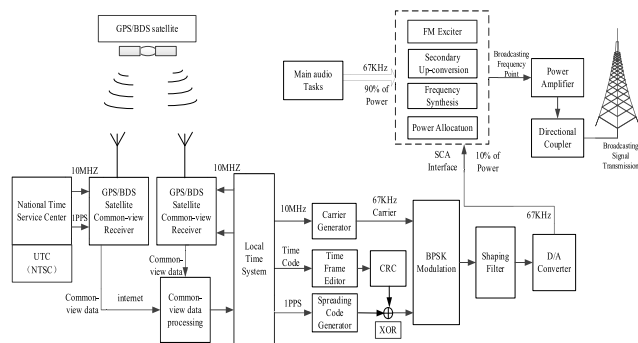 GPS/BDS satellite
Main audio
Tasks
67KHz
90% of
Power
FM Exciter
Secondary
Up-conversion
Frequency
Synthesis
Power Allocatuon
Broadcasting
Frequency
Point
Power
Amplifier
Directional
Coupler
Broadcasting
Signal
Transmission
SCA
Interface
10% of
Power
10MHZ
10MHZ
National Time
Service Center
1PPS
UTC
(NTSC)
GPS/BDS
Satellite
Common-view
Receiver
GPS/BDS
Satellite
Common-view
Receiver
Common-
view data
Common-
view data
internet
Common-
view data
processing
Local
Time
System
10MHz
Carrier
Generator
67KHz
Carrier
Time
Code
Time
Frame
Editor
CRC
1PPS
Spreading
Code
Generator
XOR
BPSK
Modulation
Shaping
Filter
67KHz
D/A
Converter